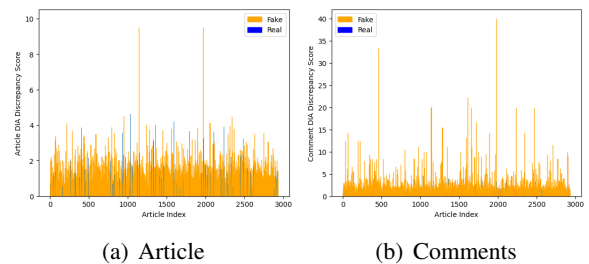 10
8
6
4
2
0
Article DIA Discrepancy Score
Fake
Real
0 500 1000 1500 2000 2500 3000
Article Index
(a) Article
40
35
30
25
20
15
10
5
0
Comment DIA Discrepancy Score
Fake
Real
0 500 1000 1500 2000 2500 3000
Article Index
(b) Comments